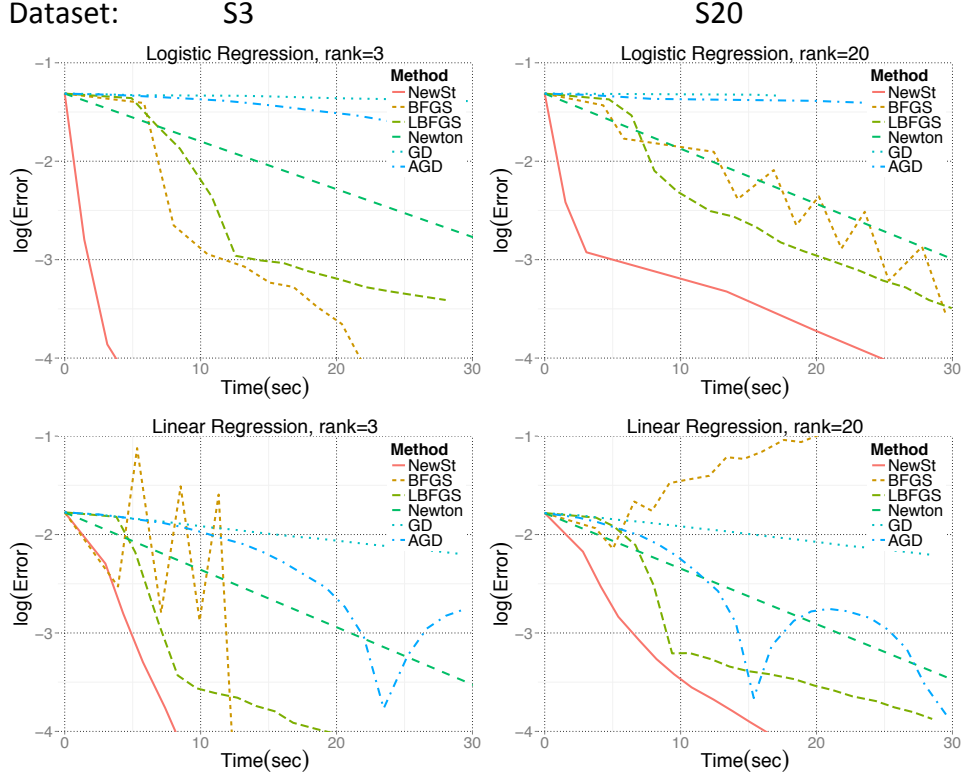 Dataset: S3 S20
Logistic Regression, rank=3
−1
−2
−3
−4
log(Error)
Method
NewSt
BFGS
LBFGS
Newton
GD
AGD
0 10 20 30
Time(sec)
Logistic Regression, rank=20
−1
−2
−3
−4
log(Error)
Method
NewSt
BFGS
LBFGS
Newton
GD
AGD
0 10 20 30
Time(sec)
Linear Regression, rank=3
−1
−2
−3
−4
log(Error)
Method
NewSt
BFGS
LBFGS
Newton
GD
AGD
0 10 20 30
Time(sec)
Linear Regression, rank=20
−1
−2
−3
−4
log(Error)
Method
NewSt
BFGS
LBFGS
Newton
GD
AGD
0 10 20 30
Time(sec)